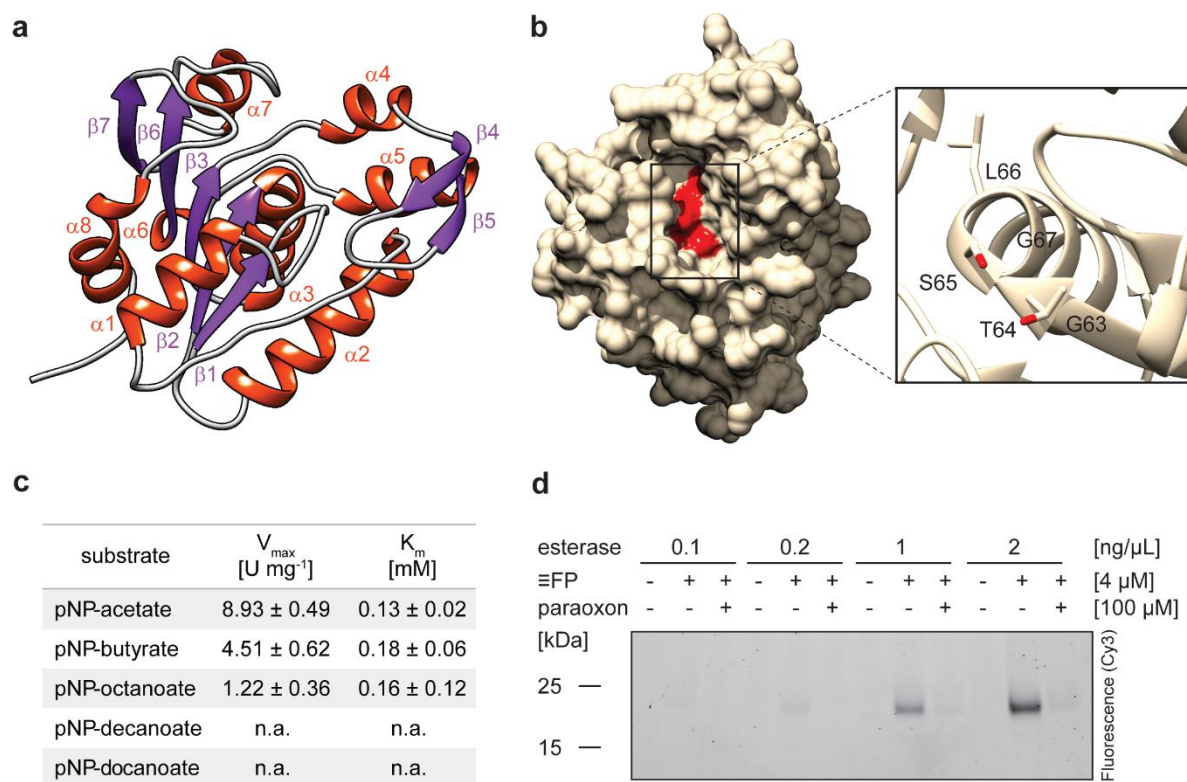 a
α4
α7
β7
β6
β3
β4
α5
β5
α8
α6
α3
α1
β2
β1
α2
b
L66
G67
S65
T64
G63
c
substrate Vmax [U mg-1] Km [mM]
pNP-acetate 8.93 ± 0.49 0.13 ± 0.02
pNP-butyrate 4.51 ± 0.62 0.18 ± 0.06
pNP-octanoate 1.22 ± 0.36 0.16 ± 0.12
pNP-decanoate n.a. n.a.
pNP-docanoate n.a. n.a.
d
esterase 0.1 0.2 1 2 [ng/µL]
≡FP - + + - + + - + + - + + [4 µM]
paraoxon - - + - - + - - + - - + [100 µM]
[kDa]
25 —
15 —
Fluorescence (Cy3)